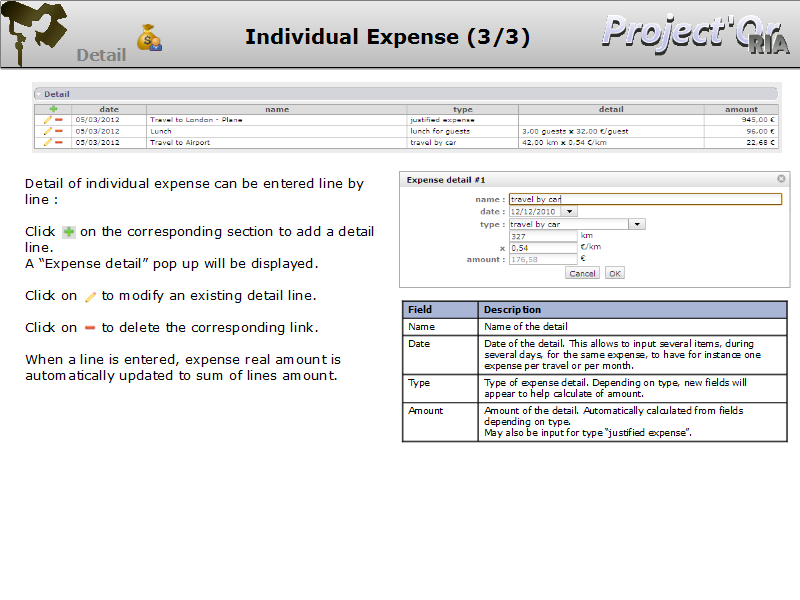 Detail
Individual Expense (3/3)
Project'Or
RIA
Detail
date name type detail amount
05/03/2012 Travel to London - Plane justified expense 945,00 €
05/03/2012 Lunch lunch for guests 3,00 guests x 32,00 €/guest 96,00 €
05/03/2012 Travel to Airport travel by car 42,00 km x 0,54 €/km 22,68 €
Detail of individual expense can be entered line by
line :
Click on the corresponding section to add a detail
line.
A “Expense detail” pop up will be displayed.
Click on to modify an existing detail line.
Click on to delete the corresponding link.
When a line is entered, expense real amount is
automatically updated to sum of lines amount.
Expense detail #1
name : travel by car
date : 12/12/2010
type : travel by car
327 km
x 0,54 €/km
amount : 176,58 €
Cancel OK
Field Description
Name Name of the detail
Date Date of the detail. This allows to input several items, during
several days, for the same expense, to have for instance one
expense per travel or per month.
Type Type of expense detail. Depending on type, new fields will
appear to help calculate of amount.
Amount Amount of the detail. Automatically calculated from fields
depending on type.
May also be input for type “justified expense”.